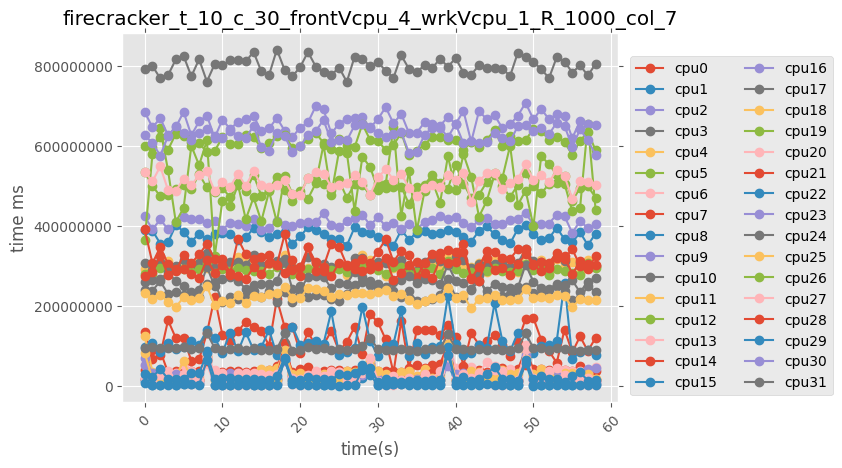 firecracker_t_10_c_30_frontVcpu_4_wrkVcpu_1_R_1000_col_7
time ms
800000000
600000000
400000000
200000000
0
0
10
20
30
40
50
60
time(s)
cpu0
cpu1
cpu2
cpu3
cpu4
cpu5
cpu6
cpu7
cpu8
cpu9
cpu10
cpu11
cpu12
cpu13
cpu14
cpu15
cpu16
cpu17
cpu18
cpu19
cpu20
cpu21
cpu22
cpu23
cpu24
cpu25
cpu26
cpu27
cpu28
cpu29
cpu30
cpu31